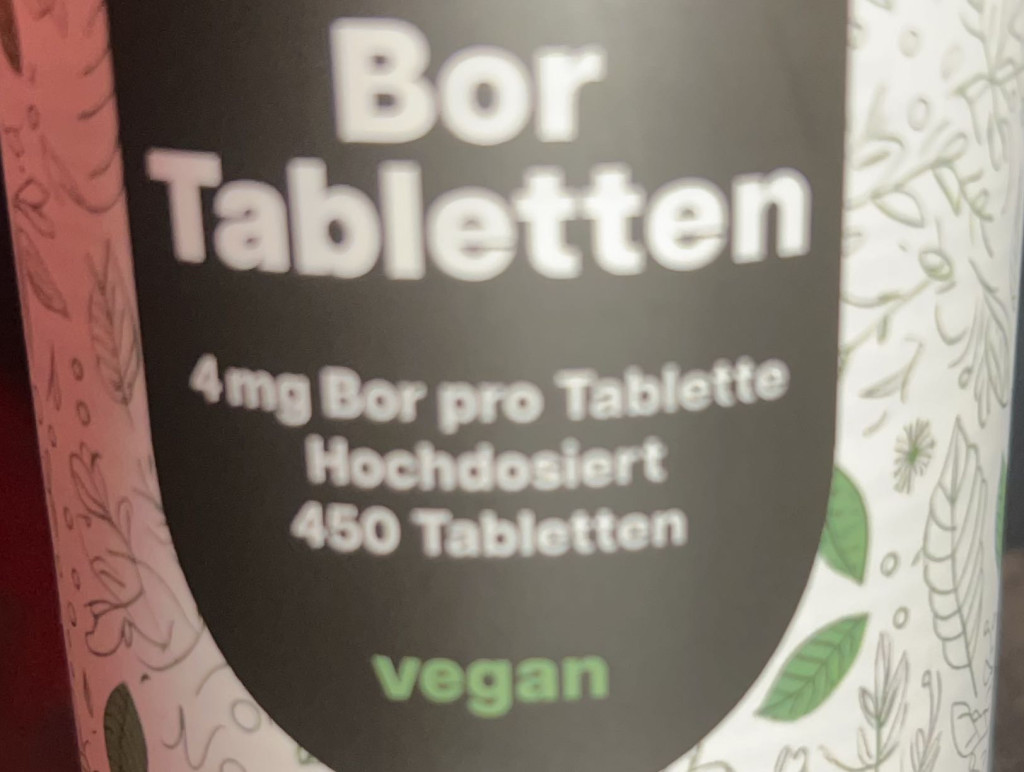 Bor
Tabletten
4mg Bor pro Tablette
Hochdosiert
450 Tabletten
vegan